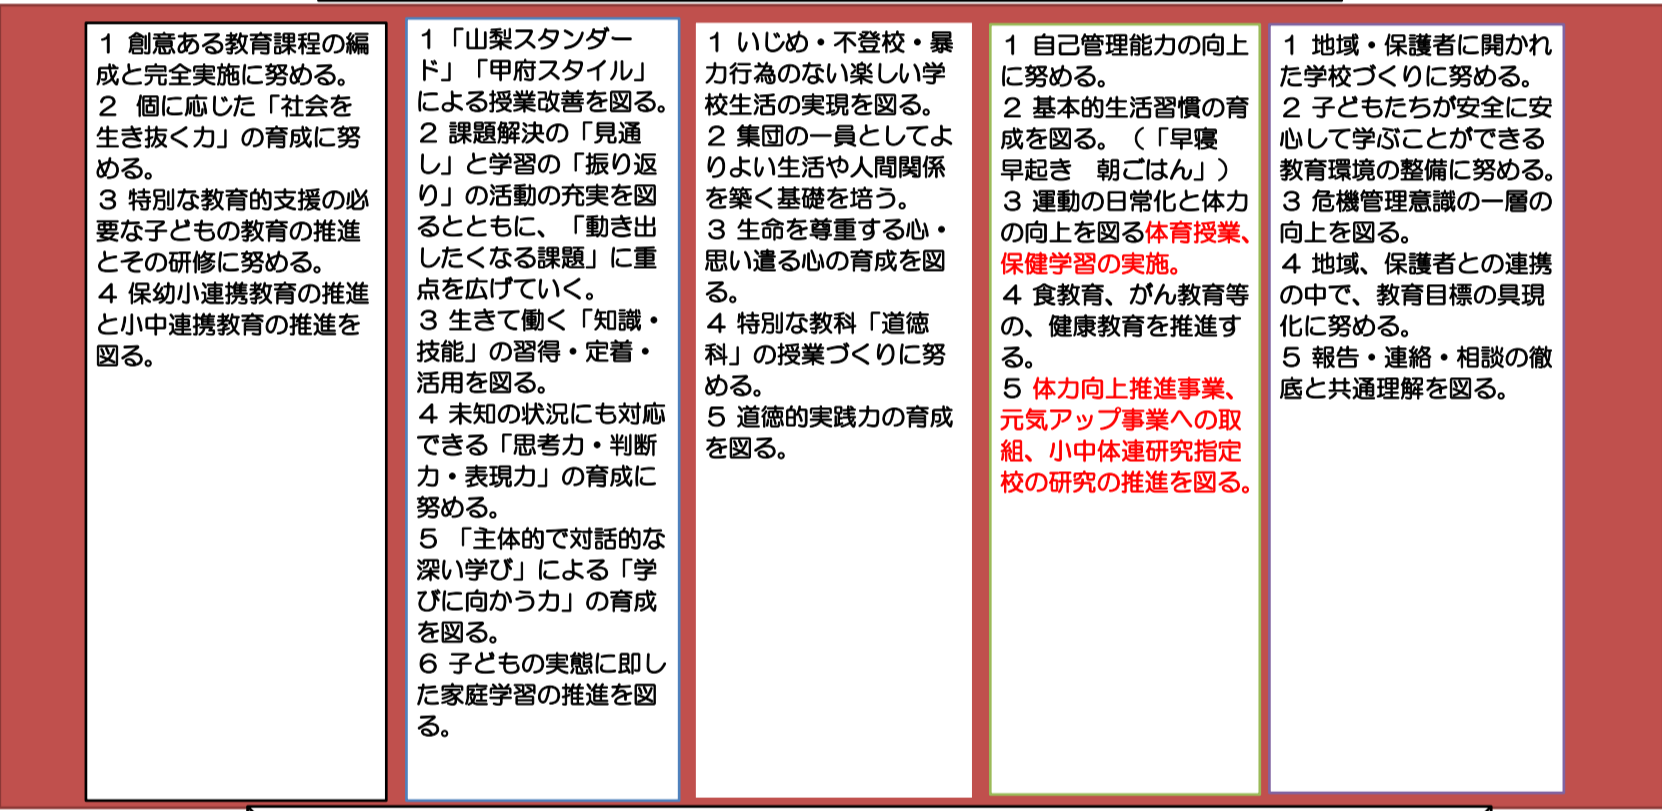 1 創意ある教育課程の編
成と完全実施に努める。
2 個に応じた「社会を
生き抜く力」の育成に努
める。
3 特別な教育的支援の必
要な子どもの教育の推進
とその研修に努める。
4 保幼小連携教育の推進
と小中連携教育の推進を
図る。
1「山梨スタンダー
ド」「甲府スタイル」
による授業改善を図る。
2 課題解決の「見通
し」と学習の「振り返
り」の活動の充実を図
るとともに、「動き出
したくなる課題」に重
点を広げていく。
3 生きて働く「知識・
技能」の習得・定着・
活用を図る。
4 未知の状況にも対応
できる「思考力・判断
力・表現力」の育成に
努める。
5 「主体的で対話的な
深い学び」による「学
びに向かう力」の育成
を図る。
6 子どもの実態に即し
た家庭学習の推進を図
る。
1 いじめ・不登校・暴
力行為のない楽しい学
校生活の実現を図る。
2 集団の一員としてよ
りよい生活や人間関係
を築く基礎を培う。
3 生命を尊重する心・
思い遣る心の育成を図
る。
4 特別な教科「道徳
科」の授業づくりに努
める。
5 道徳的実践力の育成
を図る。
1 自己管理能力の向上
に努める。
2 基本的生活習慣の育
成を図る。（「早寝
早起き 朝ごはん」）
3 運動の日常化と体力
の向上を図る体育授業、
保健学習の実施。
4 食教育、がん教育等
の、健康教育を推進す
る。
5 体力向上推進事業、
元気アップ事業への取
組、小中体連研究指定
校の研究の推進を図る。
1 地域・保護者に開かれ
た学校づくりに努める。
2 子どもたちが安全に安
心して学ぶことができる
教育環境の整備に努める。
3 危機管理意識の一層の
向上を図る。
4 地域、保護者との連携
の中で、教育目標の具現
化に努める。
5 報告・連絡・相談の徹
底と共通理解を図る。